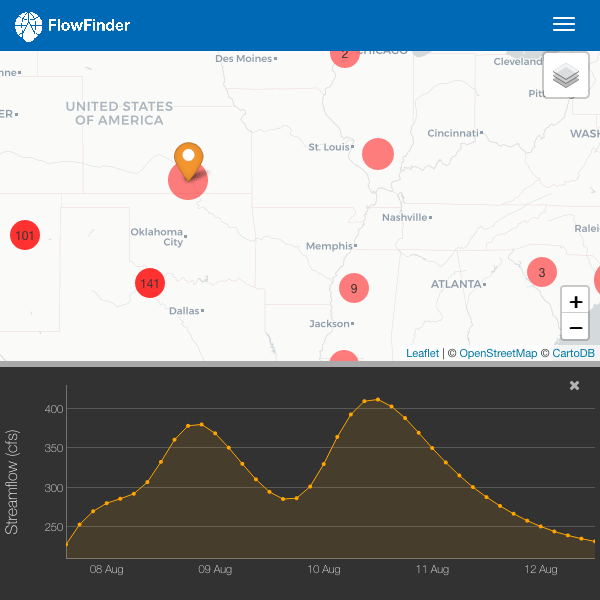 FlowFinder
2
CHICAGO
Des Moines
Cleveland
nne
Pitt
ER
UNITED STATES
OF AMERICA
Cincinnati
WASH
St. Louis
Nashville
Raleig
101
Oklahoma
City
Memphis
3
141
9
ATLANTA
Dallas
Jackson
+
−
Leaflet | © OpenStreetMap © CartoDB
×
Streamflow (cfs)
400
350
300
250
08 Aug
09 Aug
10 Aug
11 Aug
12 Aug